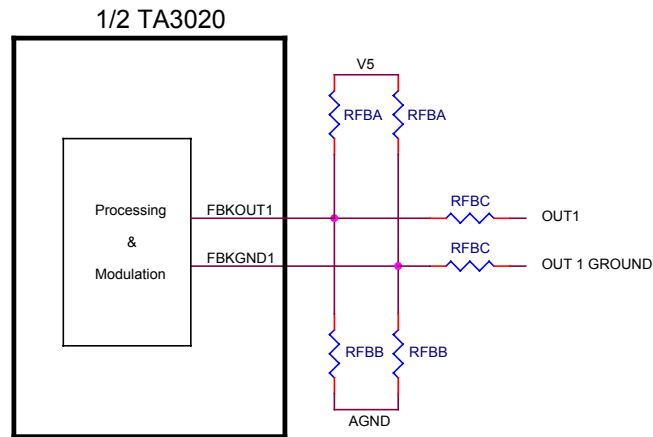 1/2 TA3020
V5
RFBA
RFBA
Processing
&
Modulation
FBKOUT1
RFBC
OUT1
FBKGND1
RFBC
OUT 1 GROUND
RFBB
RFBB
AGND